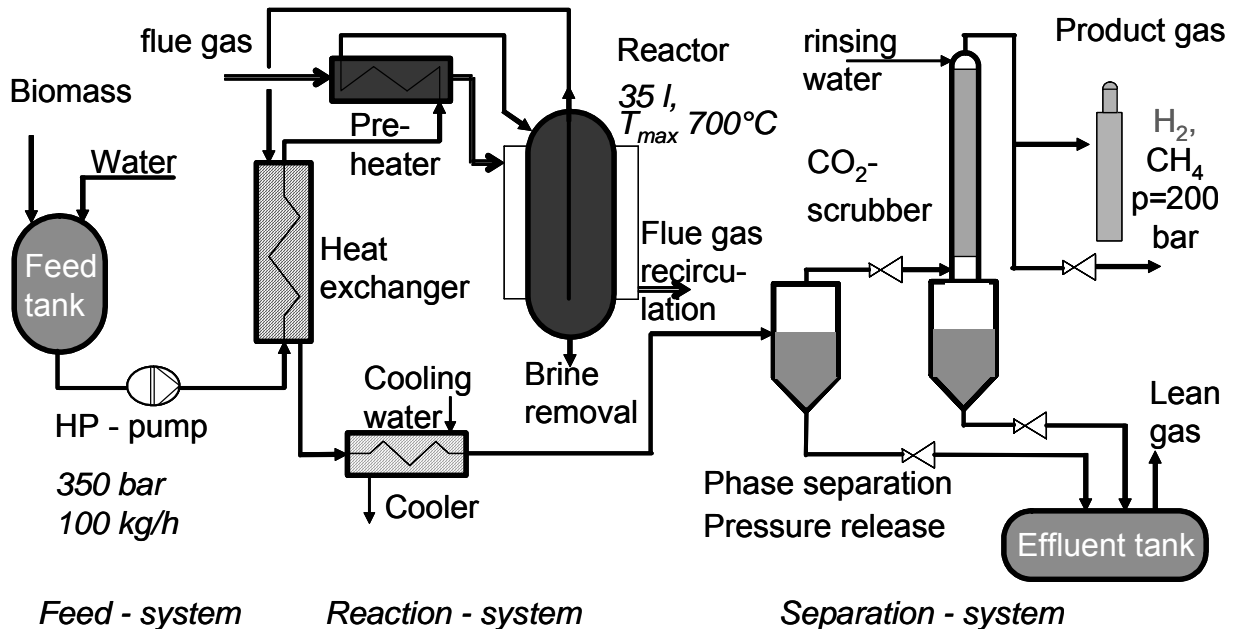 flue gas
Biomass
Water
Feed
tank
HP - pump
350 bar
100 kg/h
Feed - system
Pre-
heater
Heat
exchanger
Reactor
35 l,
Tmax 700°C
Flue gas
recircu-
lation
Brine
removal
Cooling
water
Cooler
Reaction - system
rinsing
water
Product gas
CO2-
scrubber
H2,
CH4
p=200
bar
Phase separation
Pressure release
Lean
gas
Effluent tank
Separation - system